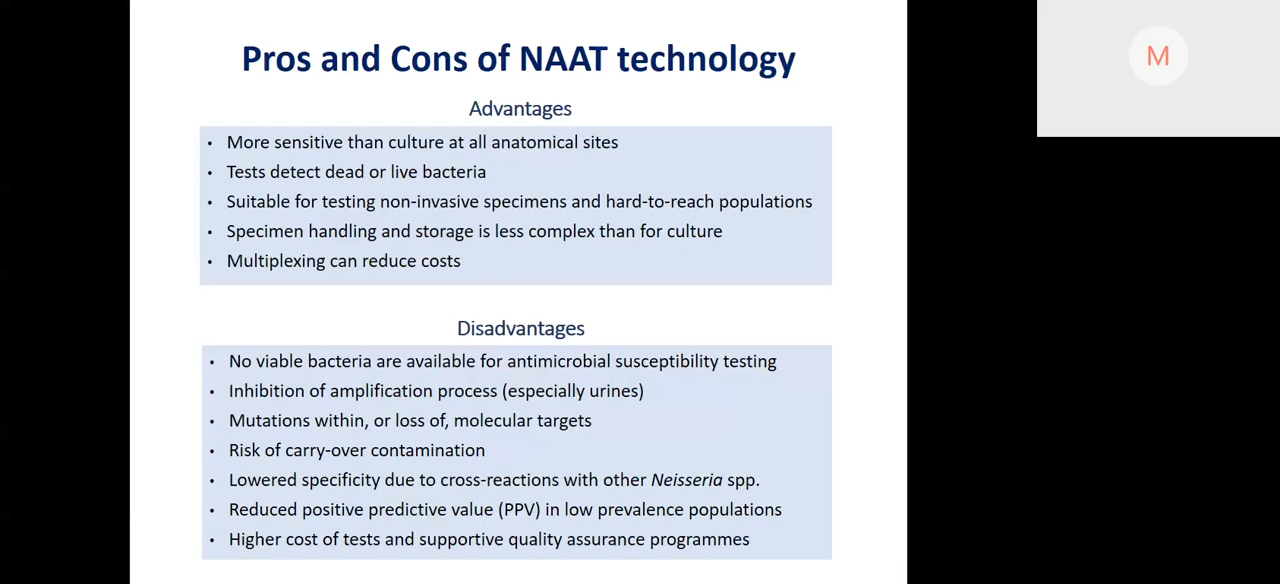 Pros and Cons of NAAT technology
M
Advantages
• More sensitive than culture at all anatomical sites
• Tests detect dead or live bacteria
• Suitable for testing non-invasive specimens and hard-to-reach populations
• Specimen handling and storage is less complex than for culture
• Multiplexing can reduce costs
Disadvantages
• No viable bacteria are available for antimicrobial susceptibility testing
• Inhibition of amplification process (especially urines)
• Mutations within, or loss of, molecular targets
• Risk of carry-over contamination
• Lowered specificity due to cross-reactions with other Neisseria spp.
• Reduced positive predictive value (PPV) in low prevalence populations
• Higher cost of tests and supportive quality assurance programmes